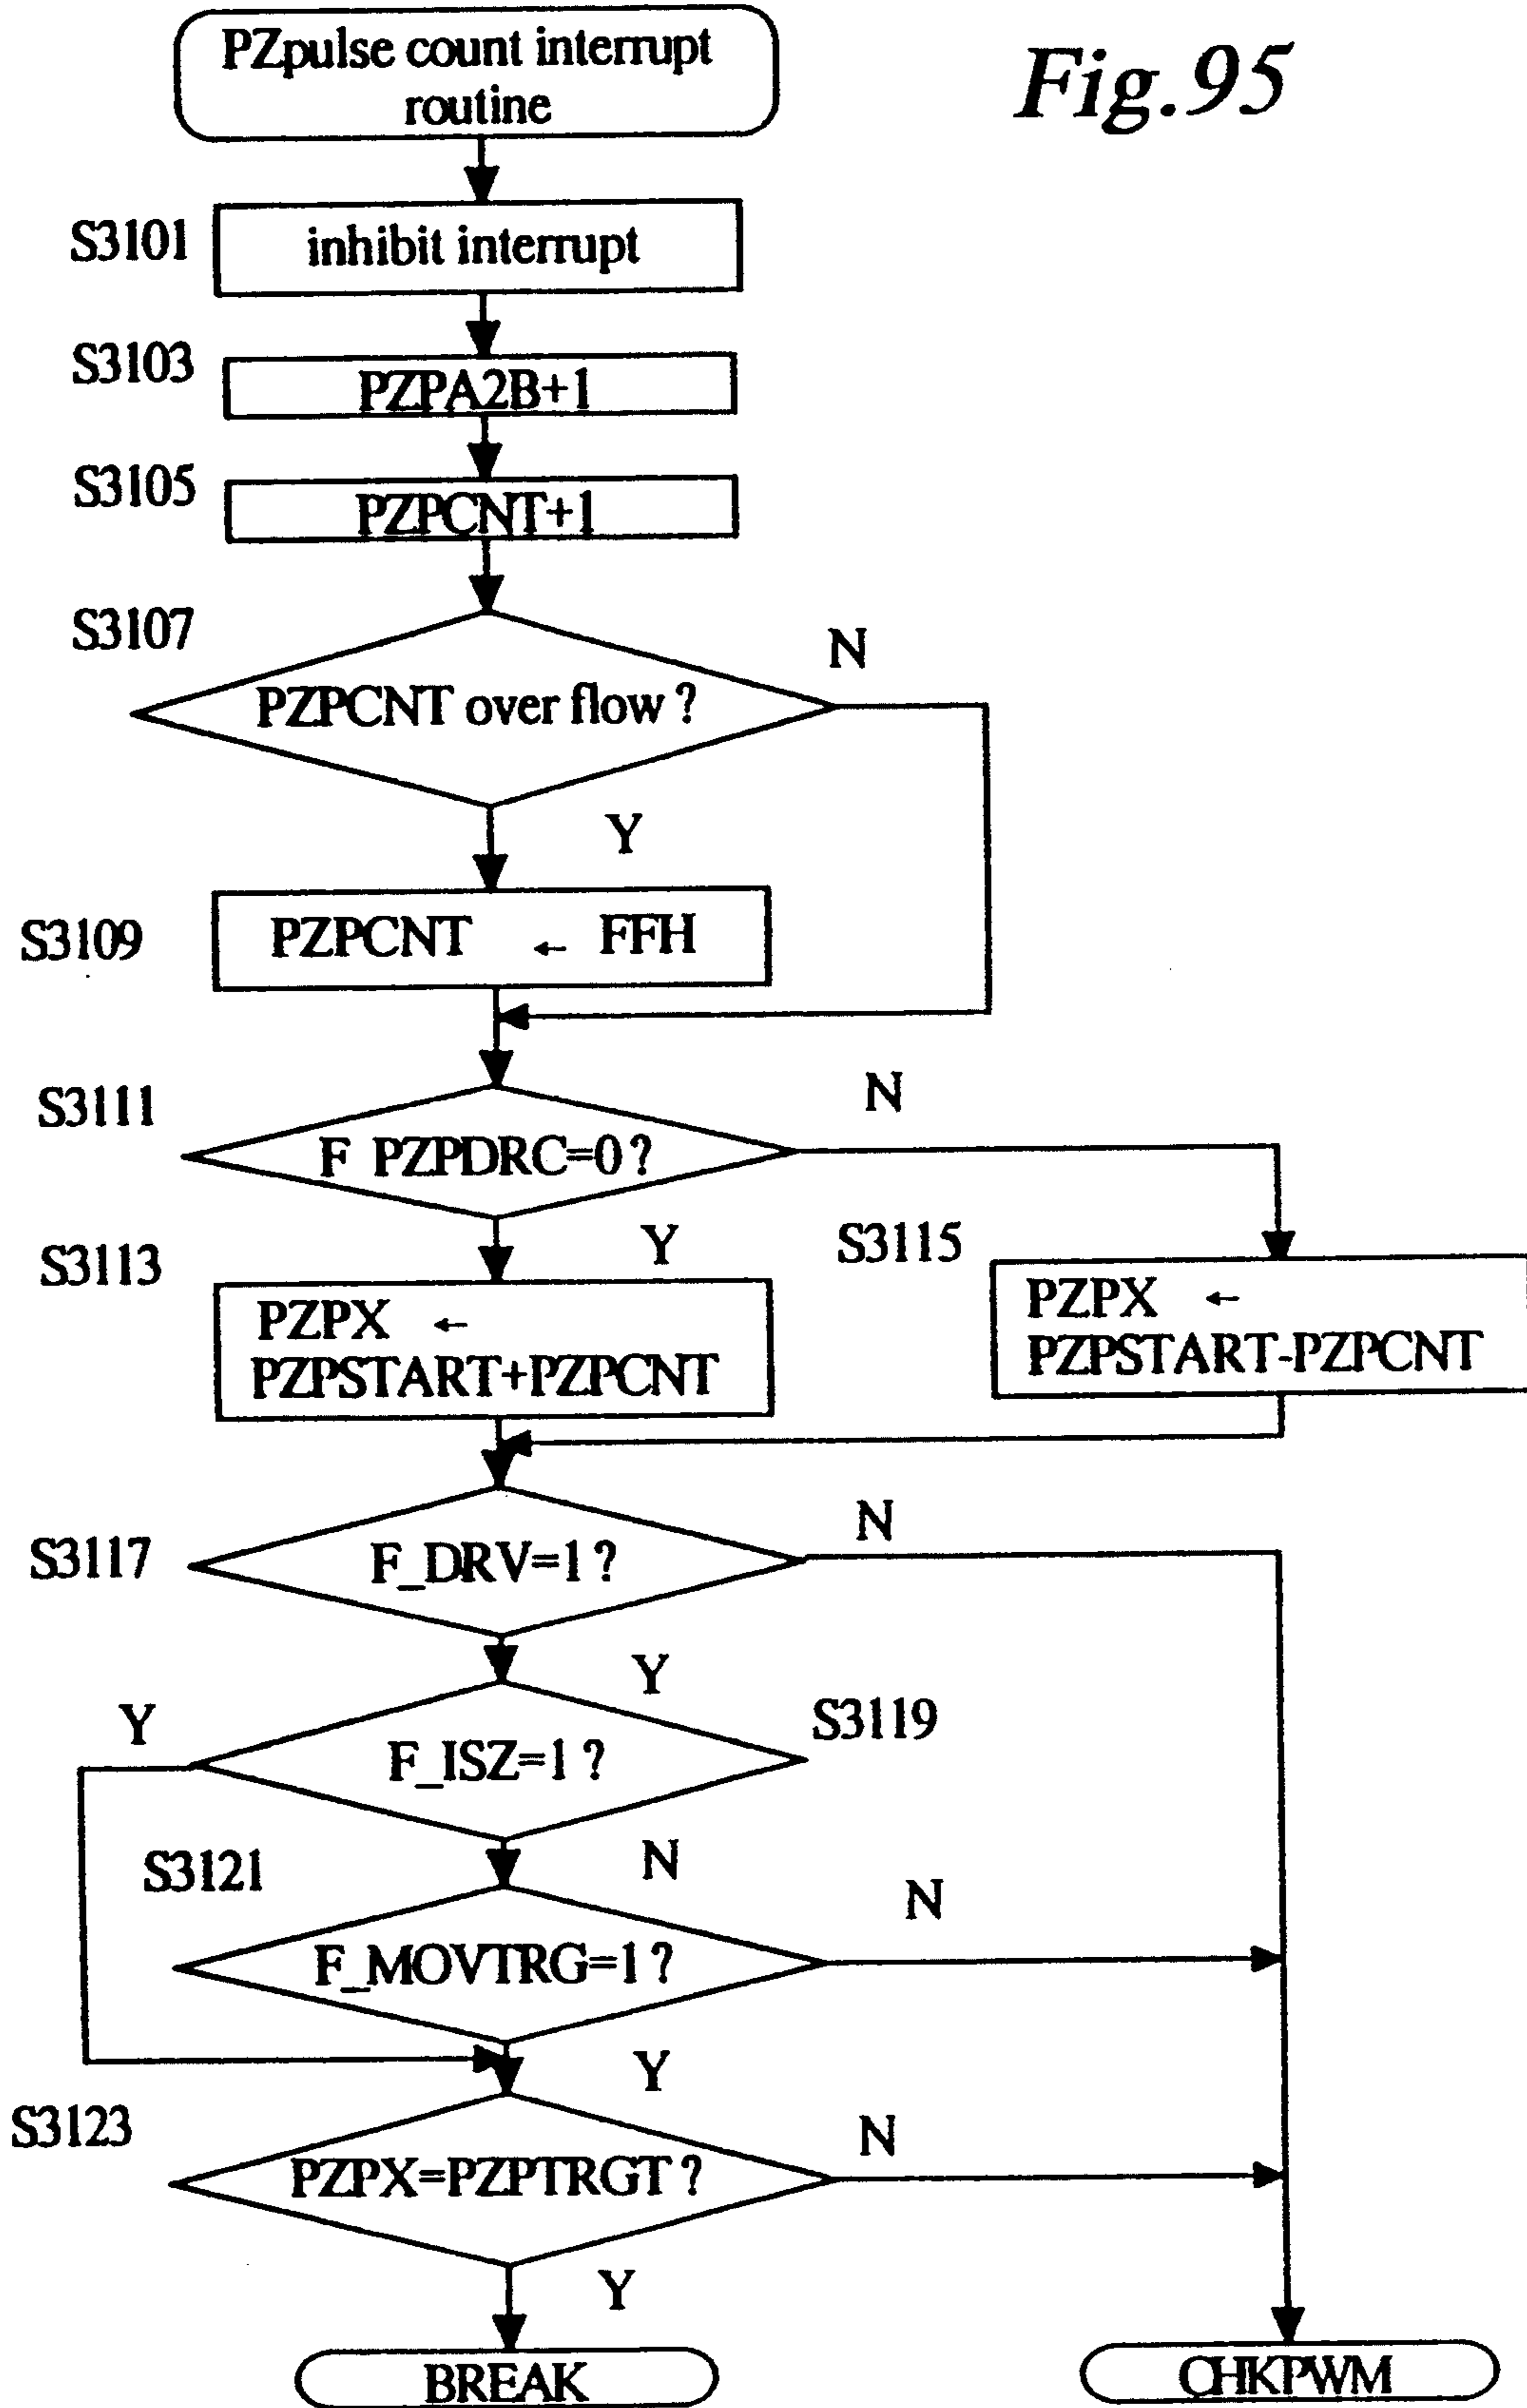 PZpulse count interrupt
routine
Fig.95
S3101
inhibit interrupt
S3103
PZPA2B+1
S3105
PZPCNT+1
S3107
PZPCNT over flow ?
N
Y
S3109
PZPCNT ← FFH
S3111
F PZPDRC=0 ?
N
Y
S3113
PZPX ←
PZPSTART+PZPCNT
S3115
PZPX ←
PZPSTART-PZPCNT
S3117
F_DRV=1 ?
N
Y
S3119
F_ISZ=1 ?
Y
N
S3121
F_MOVTRG=1 ?
N
Y
S3123
PZPX=PZPTRGT ?
N
Y
BREAK
CHKPWM